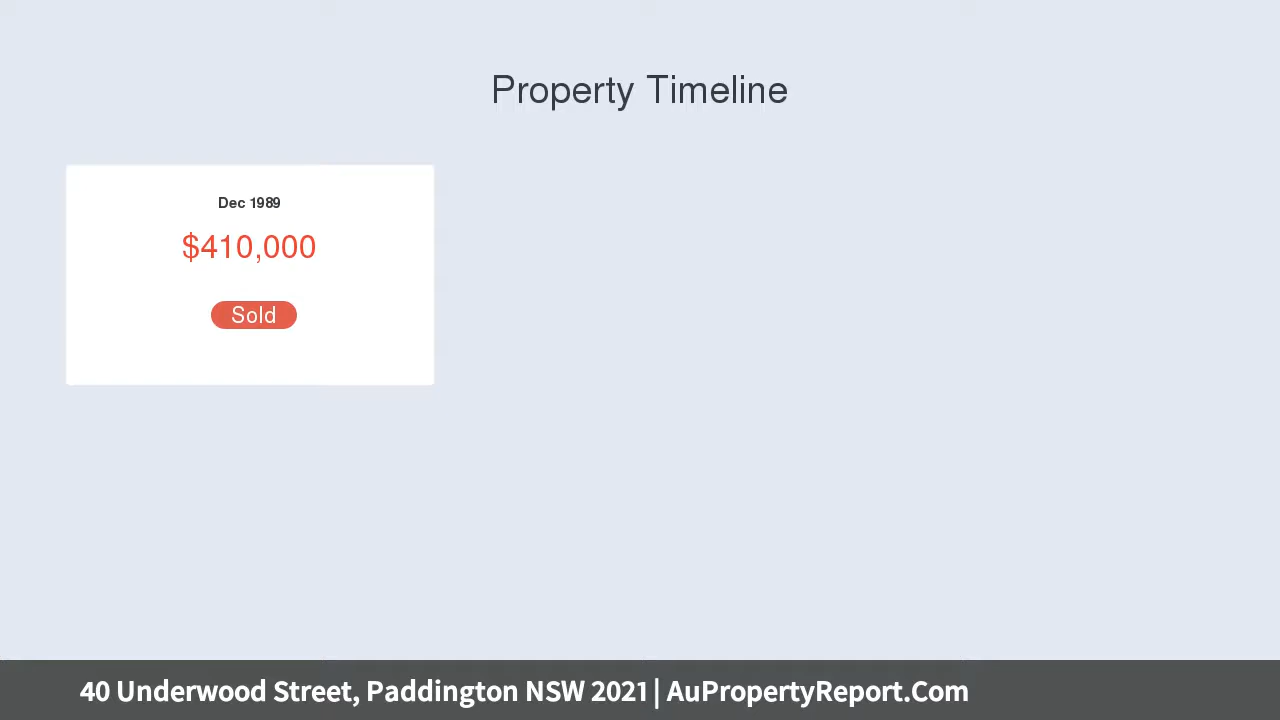 Property Timeline
Dec 1989
$410,000
Sold
40 Underwood Street, Paddington NSW 2021 | AuPropertyReport.Com